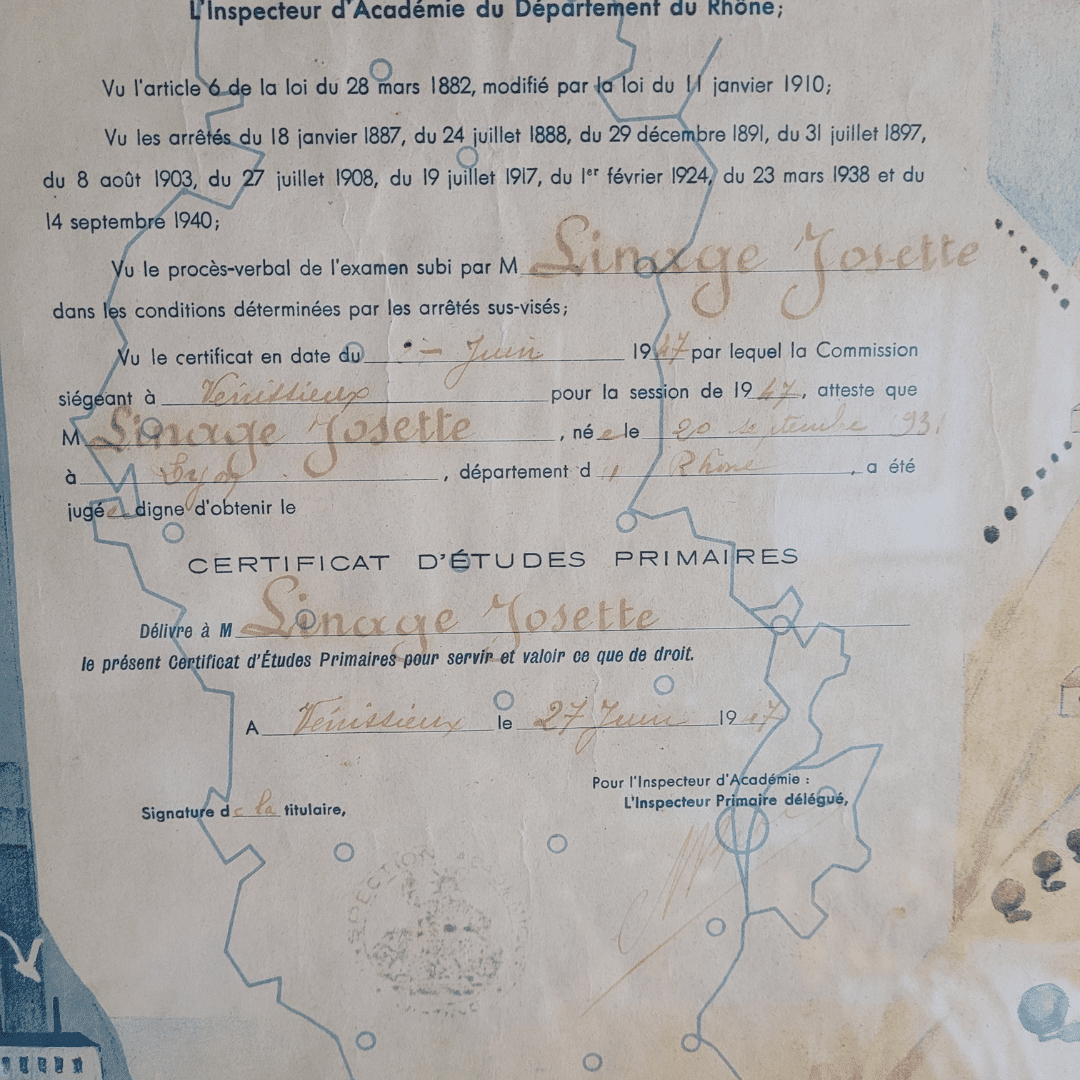 L'Inspecteur d'Académie du Département du Rhône;
Vu l'article 6 de la loi du 28 mars 1882, modifié par la loi du 11 janvier 1910;
Vu les arrêtés du 18 janvier 1887, du 24 juillet 1888, du 29 décembre 1891, du 31 juillet 1897,
du 8 août 1903, du 27 juillet 1908, du 19 juillet 1917, du 1er février 1924, du 23 mars 1938 et du
14 septembre 1940;
Vu le procès-verbal de l'examen subi par M Linage Josette
dans les conditions déterminées par les arrêtés sus-visés;
Vu le certificat en date du Juin 1947 par lequel la Commission
siégeant à Vénissieux pour la session de 1947, atteste que
M Linage Josette, née le 20 septembre 931
à Lyon, département d Rhône, a été
jugée digne d'obtenir le
CERTIFICAT D'ÉTUDES PRIMAIRES
Délivre à M Linage Josette
le présent Certificat d'Études Primaires pour servir et valoir ce que de droit.
A Vénissieux le 27 Juin 1947
Pour l'Inspecteur d'Académie :
L'Inspecteur Primaire délégué,
Signature de la titulaire,